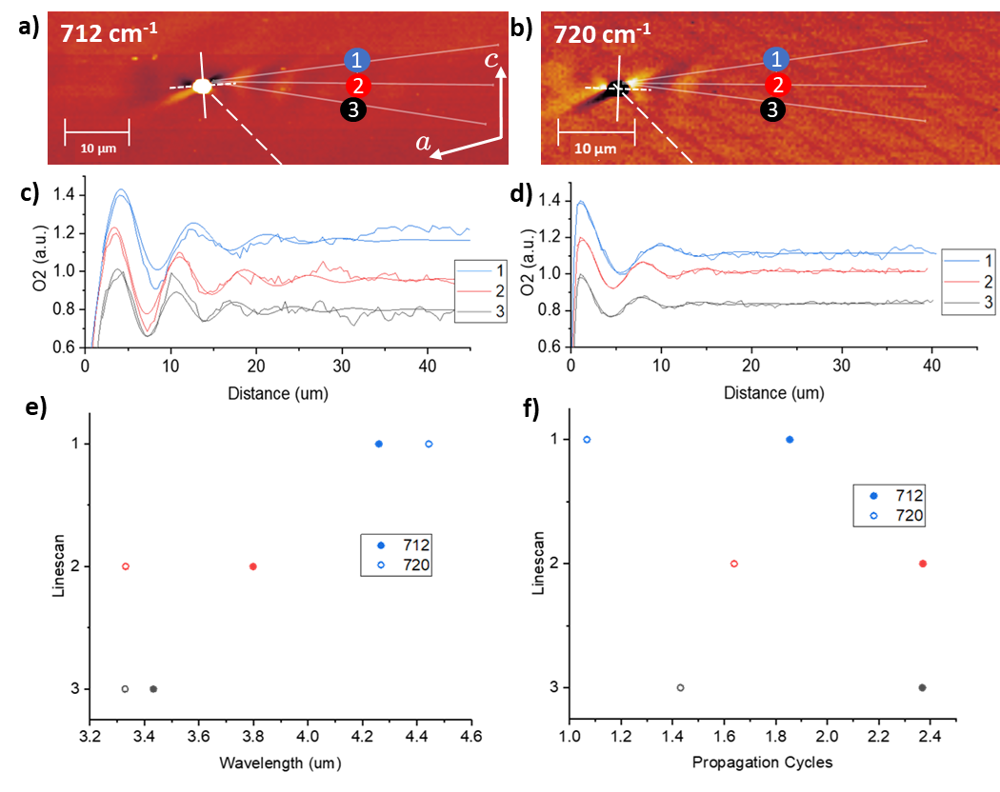 a)
712 cm-1
1
2
3
c
a
10 µm
b)
720 cm-1
1
2
3
10 µm
c)
O2 (a.u.)
1.4
1.2
1.0
0.8
0.6
0
10
20
30
40
Distance (um)
1
2
3
d)
O2 (a.u.)
1.4
1.2
1.0
0.8
0.6
0
10
20
30
40
Distance (um)
1
2
3
e)
Linescan
1
2
3
712
720
3.2
3.4
3.6
3.8
4.0
4.2
4.4
4.6
Wavelength (um)
f)
Linescan
1
2
3
712
720
1.0
1.2
1.4
1.6
1.8
2.0
2.2
2.4
Propagation Cycles